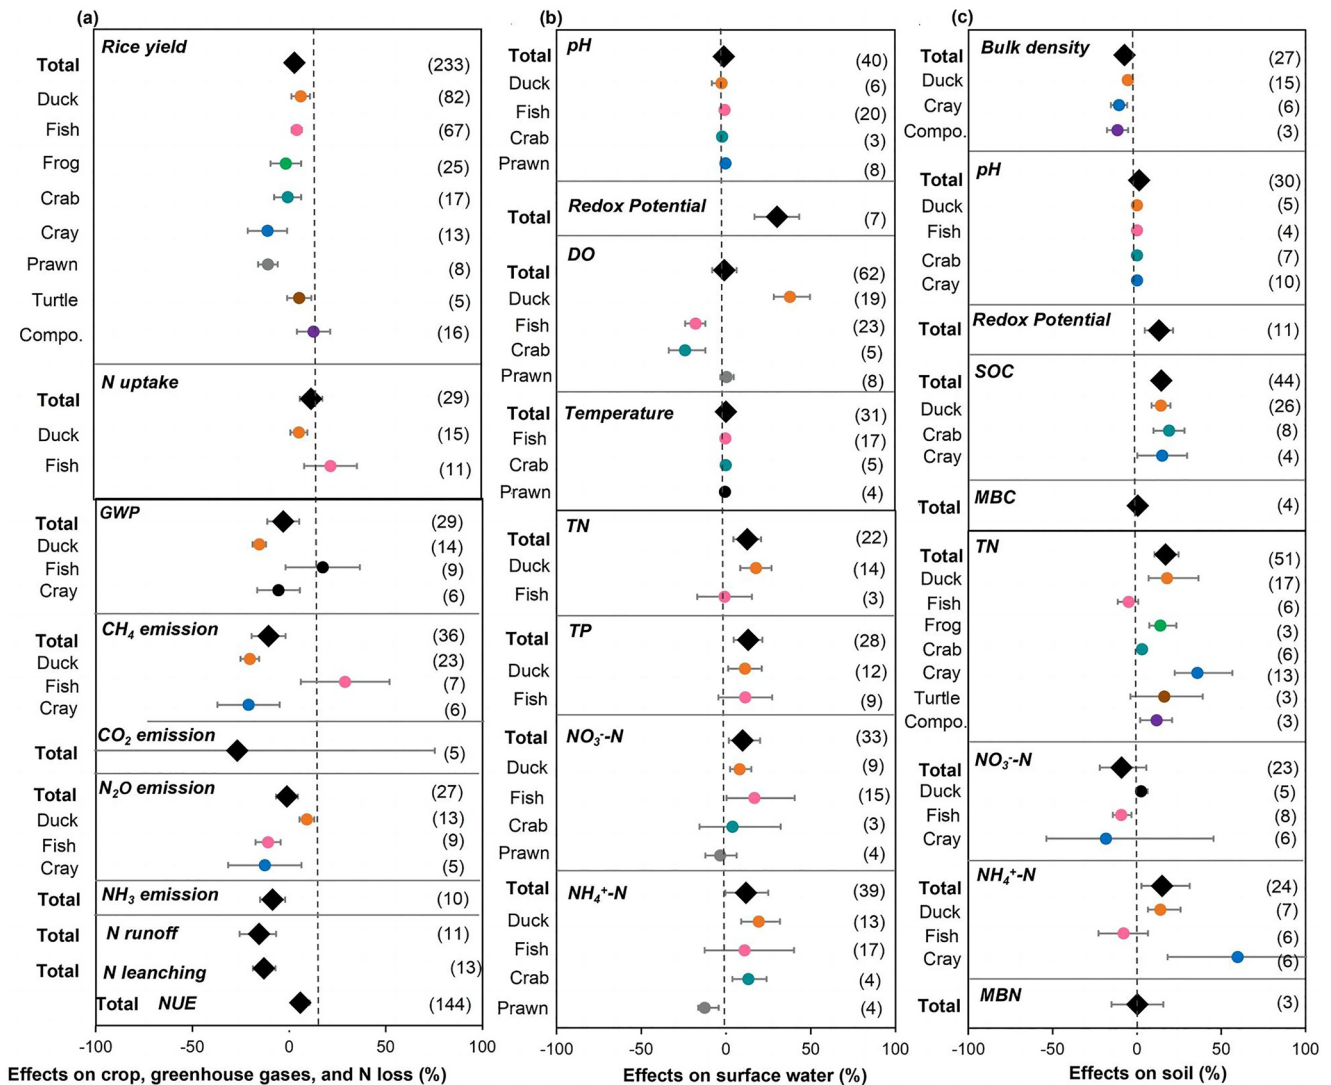 (a)
Rice yield
Total (233)
Duck (82)
Fish (67)
Frog (25)
Crab (17)
Cray (13)
Prawn (8)
Turtle (5)
Compo. (16)
N uptake
Total (29)
Duck (15)
Fish (11)
GWP
Total (29)
Duck (14)
Fish (9)
Cray (6)
CH₄ emission
Total (36)
Duck (23)
Fish (7)
Cray (6)
CO₂ emission
Total (5)
N₂O emission
Total (27)
Duck (13)
Fish (9)
Cray (5)
Total NH₃ emission (10)
Total N runoff (11)
Total N leanching (13)
Total NUE (144)
-100 -50 0 50 100
Effects on crop, greenhouse gases, and N loss (%)
(b)
pH
Total (40)
Duck (6)
Fish (20)
Crab (3)
Prawn (8)
Redox Potential
Total (7)
DO
Total (62)
Duck (19)
Fish (23)
Crab (5)
Prawn (8)
Total Temperature (31)
Fish (17)
Crab (5)
Prawn (4)
TN
Total (22)
Duck (14)
Fish (3)
Total TP (28)
Duck (12)
Fish (9)
Total NO₃⁻-N (33)
Duck (9)
Fish (15)
Crab (3)
Prawn (4)
Total NH₄⁺-N (39)
Duck (13)
Fish (17)
Crab (4)
Prawn (4)
-100 -50 0 50 100
Effects on surface water (%)
(c)
Bulk density
Total (27)
Duck (15)
Cray (6)
Compo. (3)
pH
Total (30)
Duck (5)
Fish (4)
Crab (7)
Cray (10)
Redox Potential
Total (11)
SOC
Total (44)
Duck (26)
Crab (8)
Cray (4)
MBC
Total (4)
TN
Total (51)
Duck (17)
Fish (6)
Frog (3)
Crab (6)
Cray (13)
Turtle (3)
Compo. (3)
NO₃⁻-N
Total (23)
Duck (5)
Fish (8)
Cray (6)
NH₄⁺-N
Total (24)
Duck (7)
Fish (6)
Cray (6)
MBN
Total (3)
-100 -50 0 50 100
Effects on soil (%)